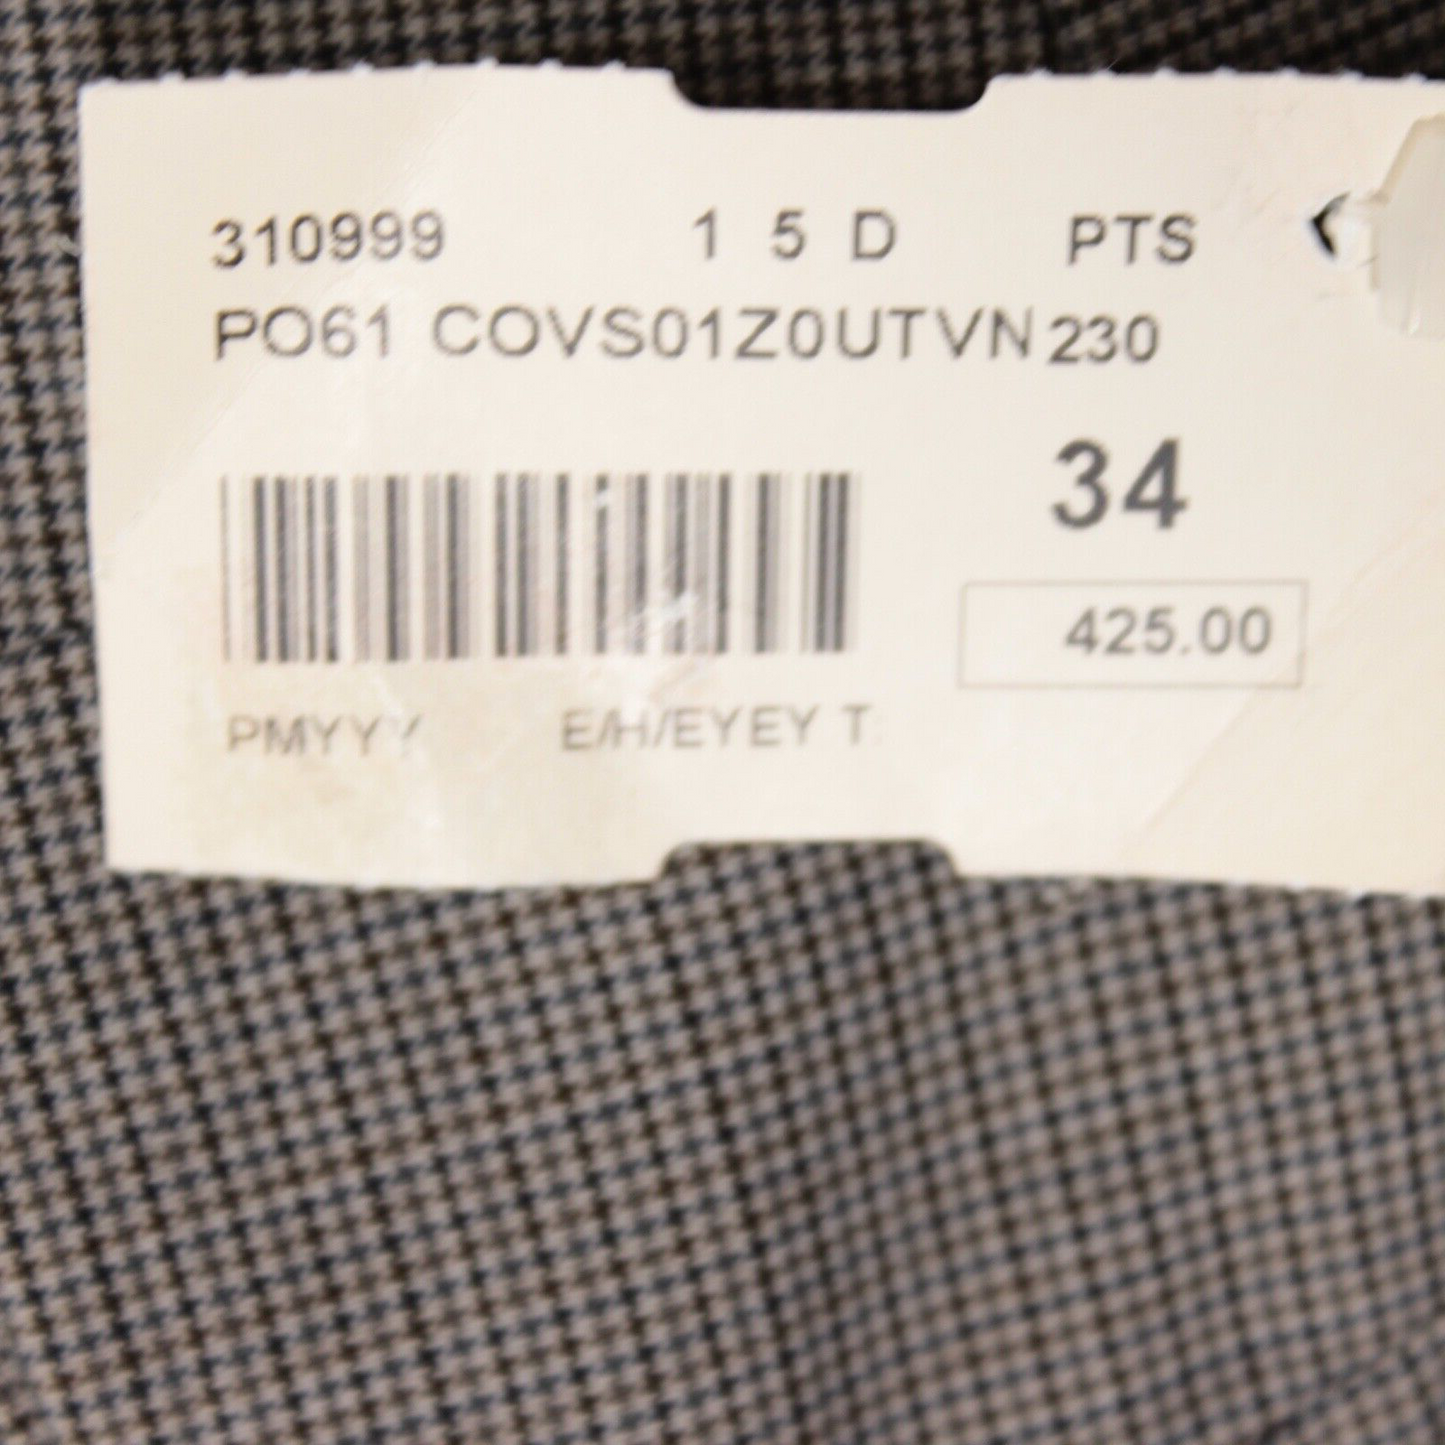 310999 1 5 D PTS
PO61 COVS01Z0UTVN 230
34
425.00
PMYYY E/H/EYEY T